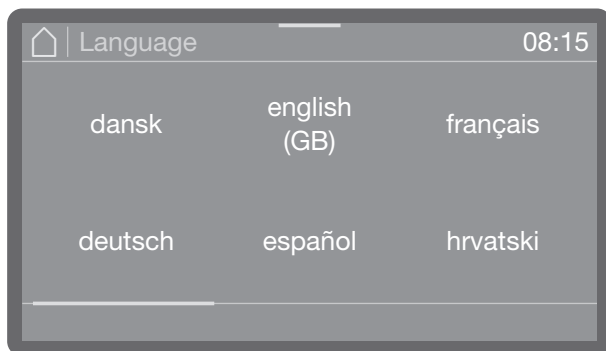 Language 08:15
dansk english (GB) français
deutsch español hrvatski